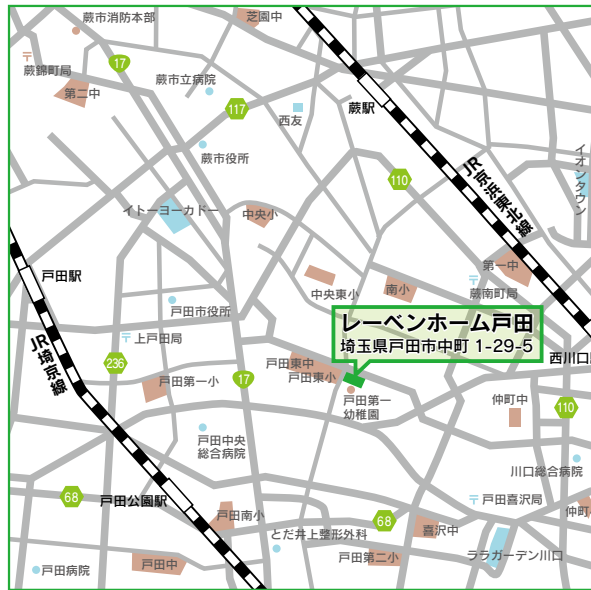 蕨市消防本部
芝園中
〒
蕨錦町局
17
第二中
蕨市立病院
117
西友
蕨駅
蕨市役所
110
JR京浜東北線
イオンタウン
イトーヨーカドー
中央小
第一中
戸田駅
中央東小
南小
〒
蕨南町局
戸田市役所
レーベンホーム戸田
埼玉県戸田市中町 1-29-5
〒上戸田局
JR埼京線
西川口駅
236
戸田東中
戸田東小
戸田第一小
17
戸田第一
幼稚園
仲町中
110
戸田中央
総合病院
川口総合病院
68
戸田公園駅
〒戸田喜沢局
仲町小
戸田南小
68
喜沢中
とだ井上整形外科
戸田第二小
ララガーデン川口
戸田病院
戸田中